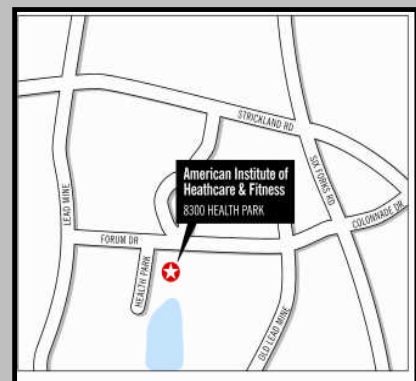 STRICKLAND RD
American Institute of
Heathcare & Fitness
8300 HEALTH PARK
SIX FORKS RD
COLONNADE DR
LEAD MINE
FORUM DR
HEALTH PARK
OLD LEAD MINE